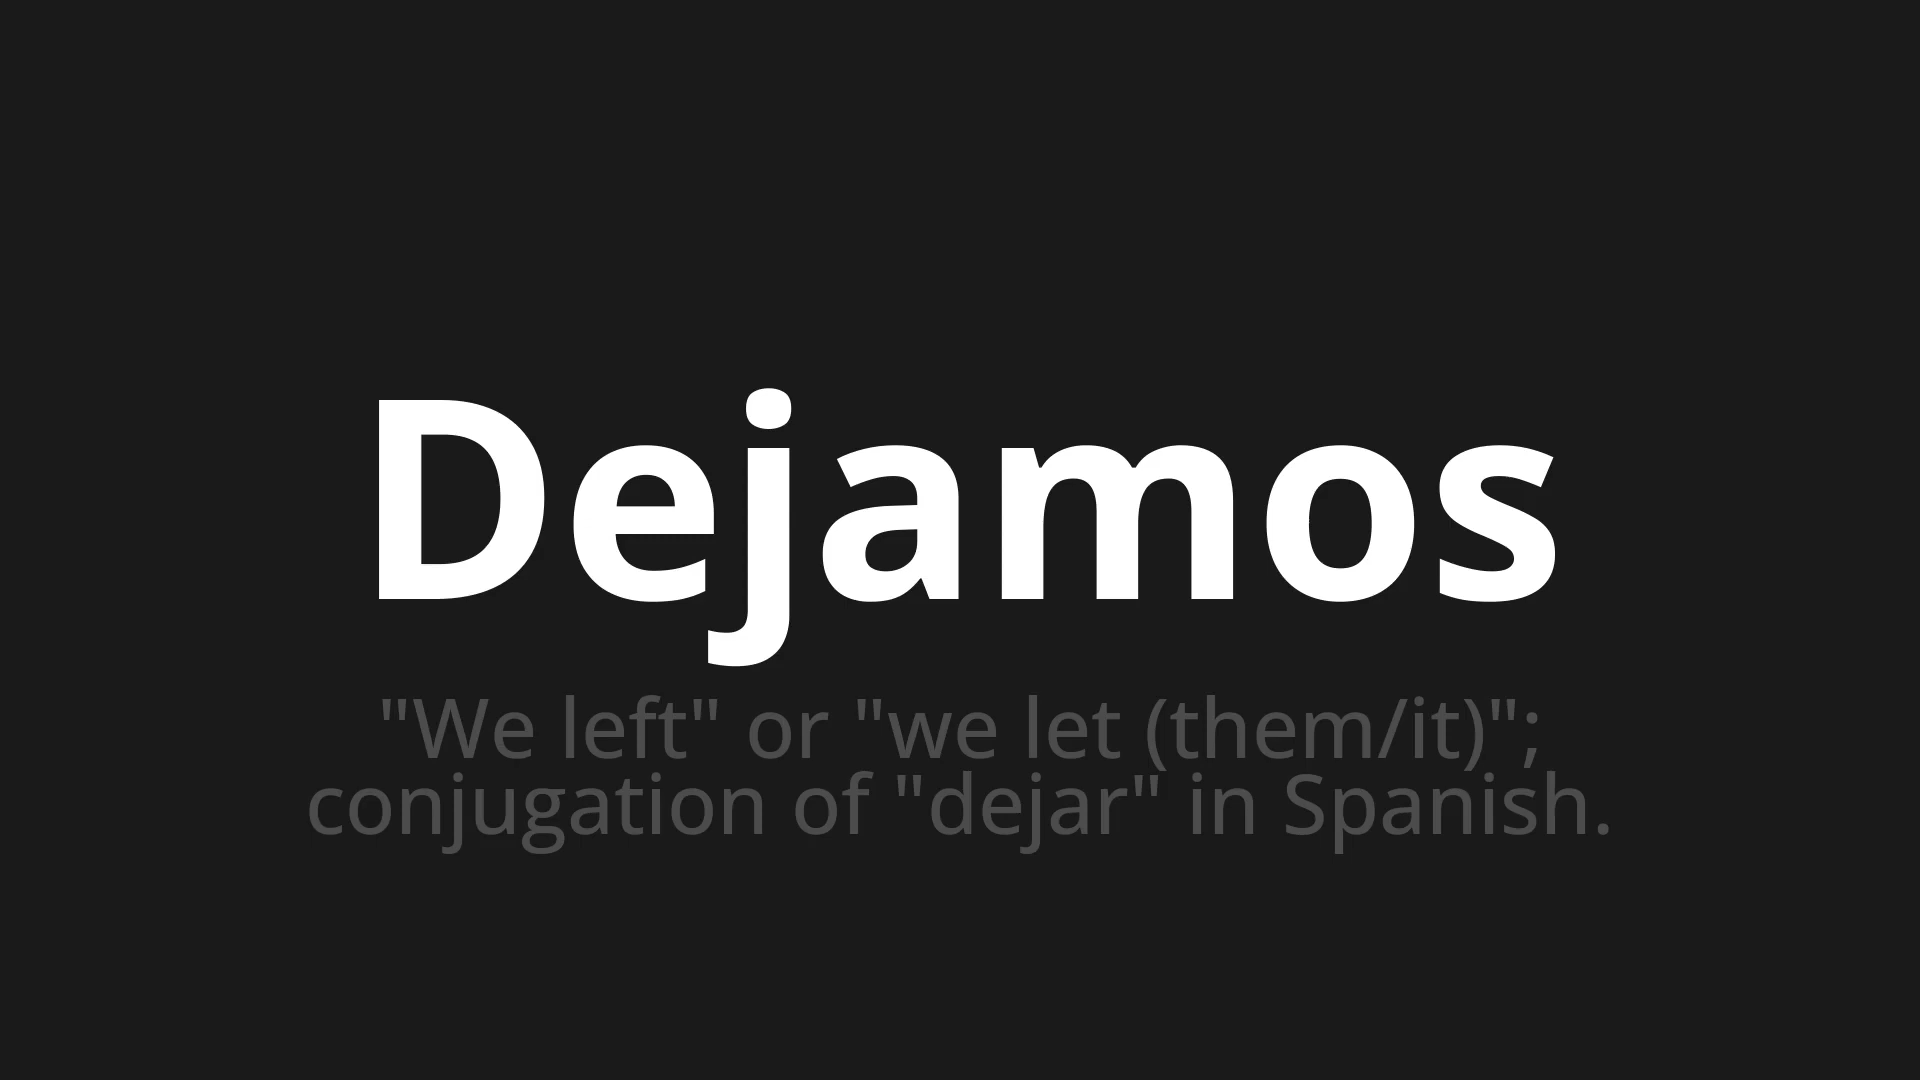 Dejamos
"We left" or "we let (them/it)";
conjugation of "dejar" in Spanish.